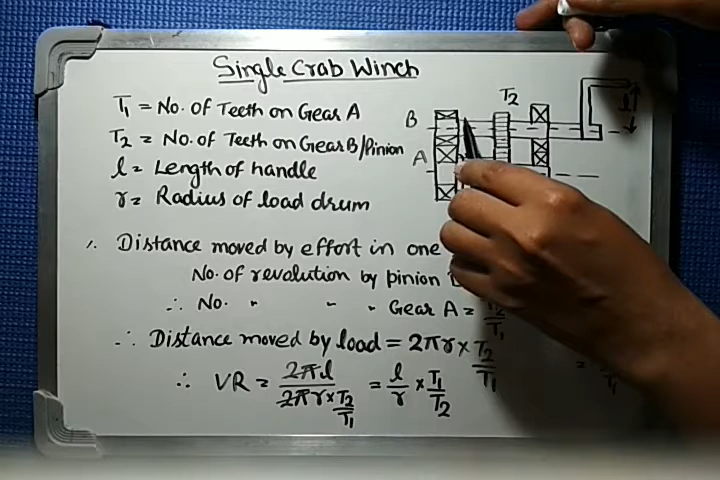 Single Crab Winch
T1 = No. of Teeth on Gear A
T2 = No. of Teeth on Gear B/Pinion
l = Length of handle
r = Radius of load drum
T2
B
A
l
∴ Distance moved by effort in one
No. of revalution by pinion
∴ No. " " " Gear A = T2/T1
∴ Distance moved by load = 2πr × T2/T1
∴ VR = 2πl/(2πr × T2/T1) = l/r × T1/T2